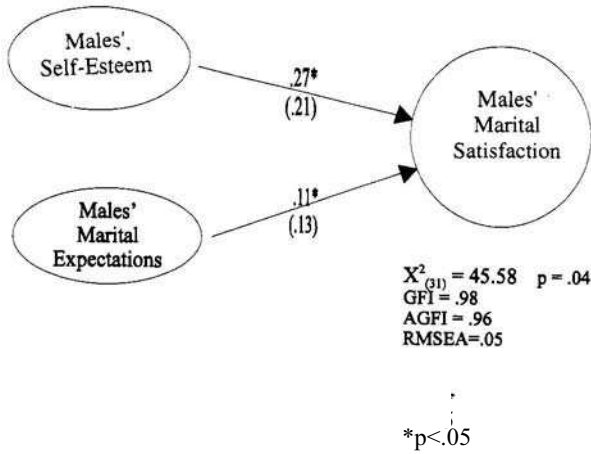 Males'.
Self-Esteem
.27*
(.21)
Males'
Marital
Satisfaction
.11*
(.13)
Males'
Marital
Expectations
X²(31) = 45.58 p = .04
GFI = .98
AGFI = .96
RMSEA=.05
*p<.05